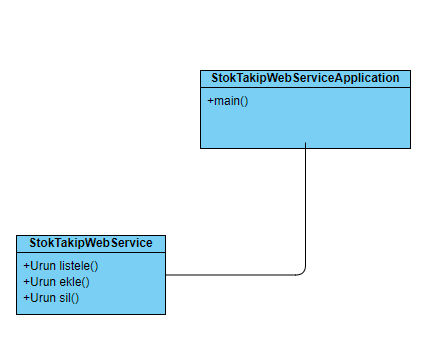 StokTakipWebServiceApplication
+main()
StokTakipWebService
+Urun listele()
+Urun ekle()
+Urun sil()